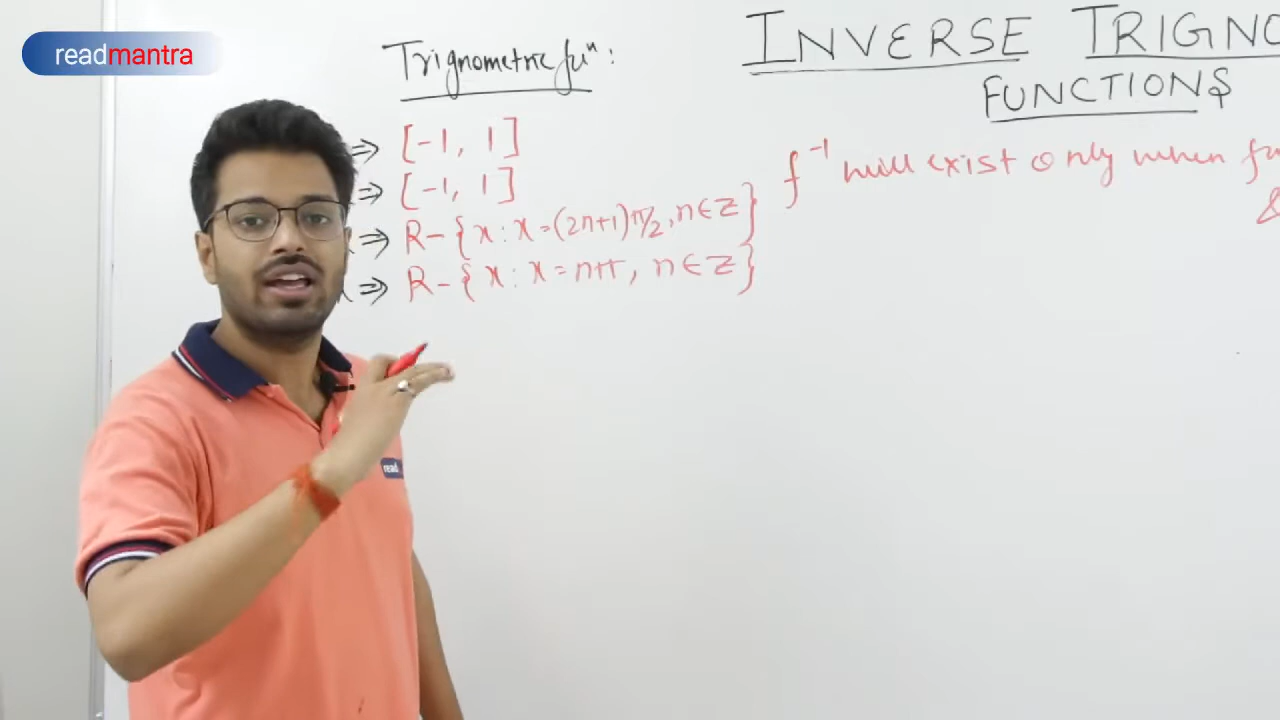 readmantra
Trignometric fuⁿ:
⇒ [-1, 1]
⇒ [-1, 1]
⇒ R-{x : x=(2n+1)π/2, n∈Z}
⇒ R-{x : x=nπ, n∈Z}
INVERSE TRIGNO
FUNCTIONS
f⁻¹ will exist only when fu
&
read